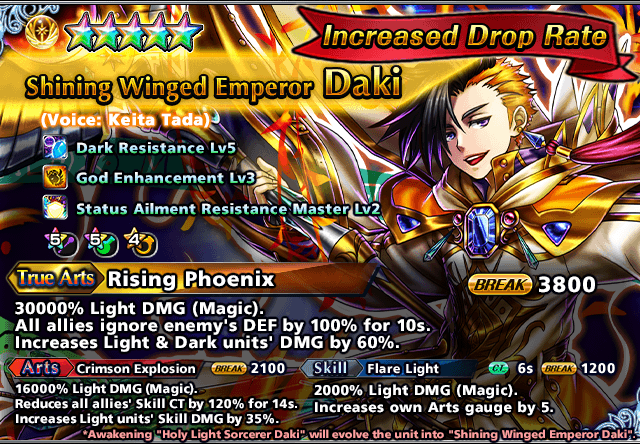 Increased Drop Rate
Shining Winged Emperor Daki
(Voice: Keita Tada)
Dark Resistance Lv5
God Enhancement Lv3
Status Ailment Resistance Master Lv2
5 5 4
True Arts Rising Phoenix BREAK 3800
30000% Light DMG (Magic).
All allies ignore enemy's DEF by 100% for 10s.
Increases Light & Dark units' DMG by 60%.
Arts Crimson Explosion BREAK 2100
16000% Light DMG (Magic).
Reduces all allies' Skill CT by 120% for 14s.
Increases Light units' Skill DMG by 35%.
Skill Flare Light CT 6s BREAK 1200
2000% Light DMG (Magic).
Increases own Arts gauge by 5.
*Awakening "Holy Light Sorcerer Daki" will evolve the unit into "Shining Winged Emperor Daki"